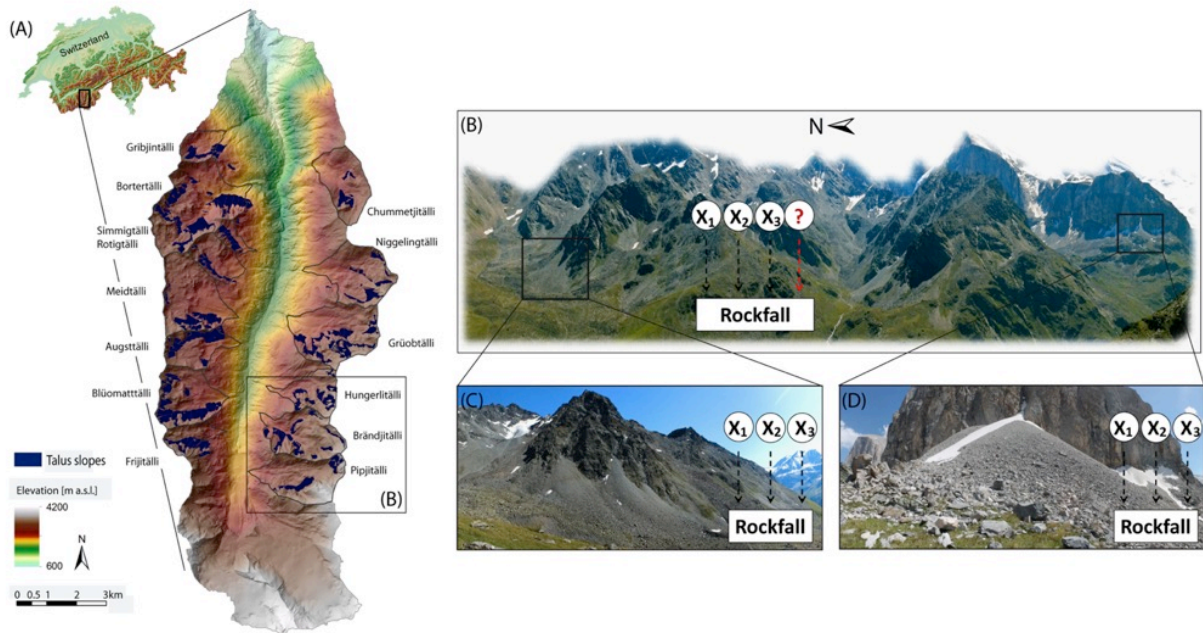 (A)
Switzerland
Gribjintälli
Bortertälli
Simmigtälli
Rotigtälli
Meidtälli
Augsttälli
Blüomatttälli
Frijitälli
Chummetjitälli
Niggelingtälli
Grüobtälli
Hungerlitälli
Brändjitälli
Pipjitälli
(B)
Talus slopes
Elevation [m a.s.l.]
4200
600
N
0 0.5 1 2 3km
(B)
N
X1 X2 X3 ?
Rockfall
(C)
X1 X2 X3
Rockfall
(D)
X1 X2 X3
Rockfall